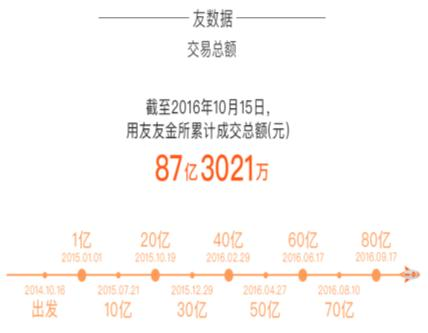 友数据
交易总额
截至2016年10月15日，
用友友金所累计成交总额(元)
87亿3021万
1亿
2015.01.01
20亿
2015.10.19
40亿
2016.02.29
60亿
2016.06.17
80亿
2016.09.17
2014.10.16
出发
2015.07.21
10亿
2015.12.29
30亿
2016.04.27
50亿
2016.08.10
70亿